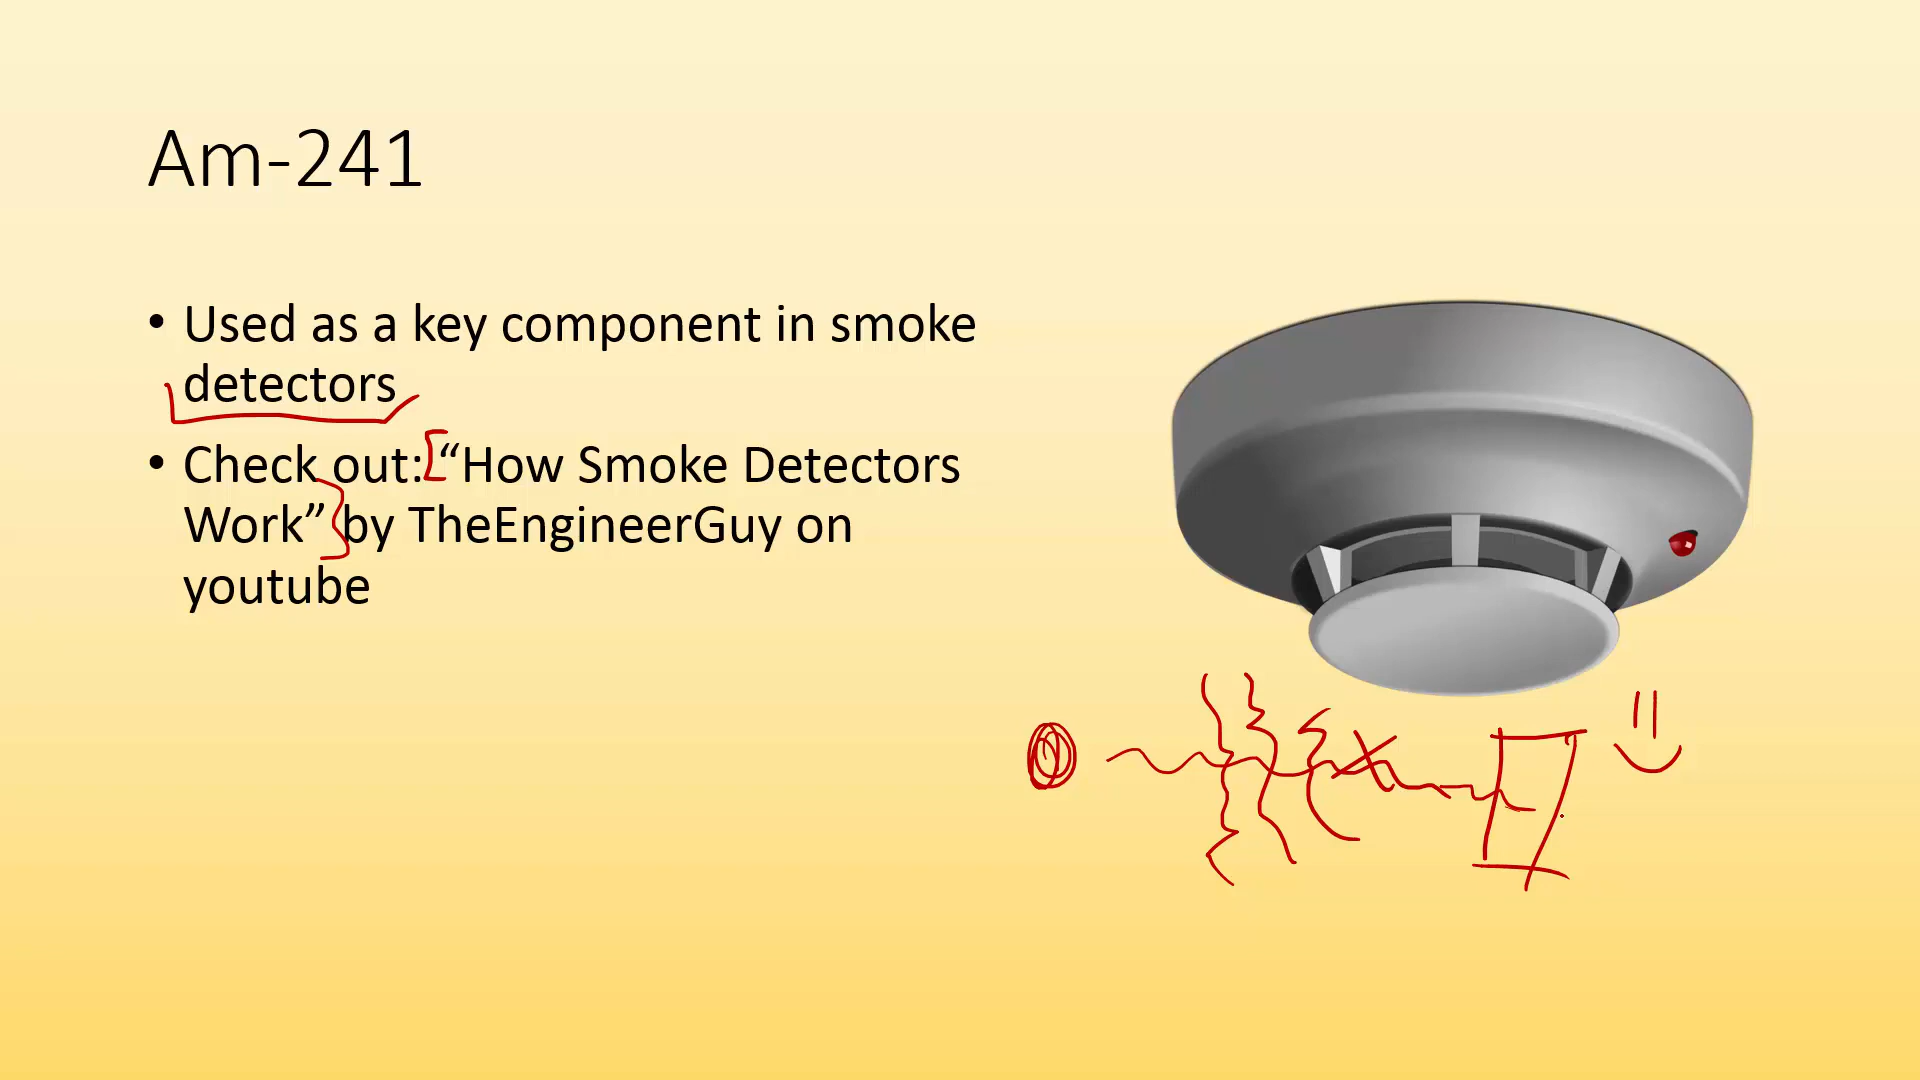 Am-241
• Used as a key component in smoke
detectors
• Check out: “How Smoke Detectors
Work” by TheEngineerGuy on
youtube